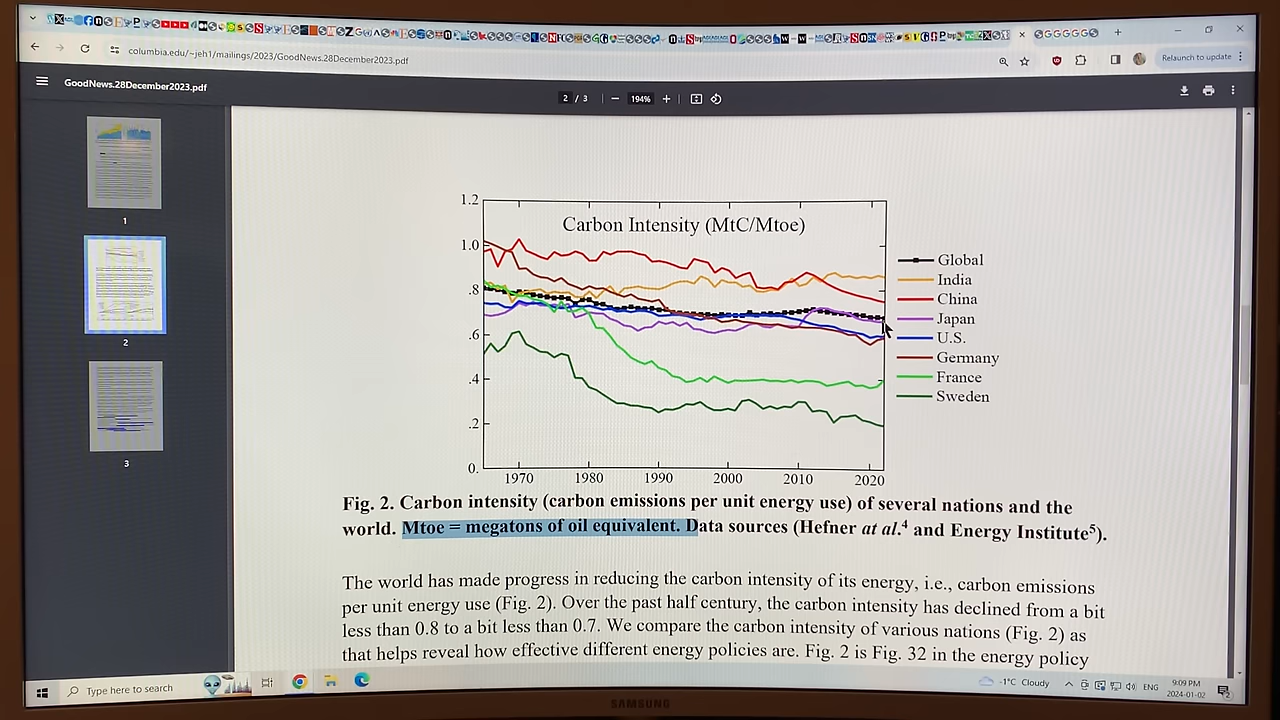 columbia.edu/~jeh1/mailings/2023/GoodNews.28December2023.pdf
Relaunch to update
GoodNews.28December2023.pdf
2 / 3
194%
1
2
3
Carbon Intensity (MtC/Mtoe)
1.2
1.0
.8
.6
.4
.2
0.
1970 1980 1990 2000 2010 2020
Global
India
China
Japan
U.S.
Germany
France
Sweden
Fig. 2. Carbon intensity (carbon emissions per unit energy use) of several nations and the
world. Mtoe = megatons of oil equivalent. Data sources (Hefner at al.4 and Energy Institute5).
The world has made progress in reducing the carbon intensity of its energy, i.e., carbon emissions
per unit energy use (Fig. 2). Over the past half century, the carbon intensity has declined from a bit
less than 0.8 to a bit less than 0.7. We compare the carbon intensity of various nations (Fig. 2) as
that helps reveal how effective different energy policies are. Fig. 2 is Fig. 32 in the energy policy
Type here to search
-1°C Cloudy
ENG
9:09 PM
2024-01-02
SAMSUNG